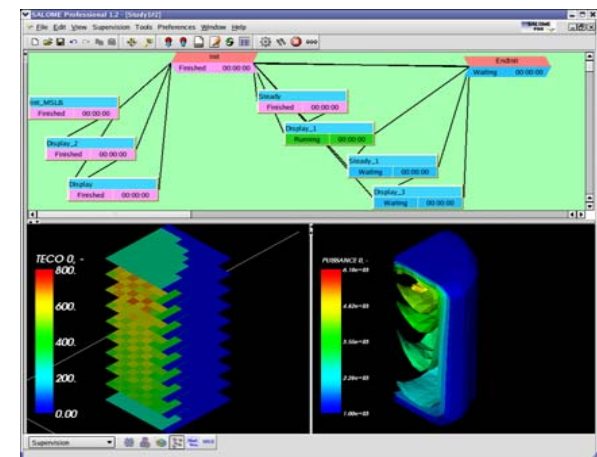 SALOME Professional 1.2 - [Study1#2]
File Edit View Supervision Tools Preferences Window Help
Init
Finished 00:00:00
EndInit
Waiting 00:00:00
Init_MSLB
Finished 00:00:00
Steady
Finished 00:00:00
Display_1
Running 00:00:00
Display_2
Finished 00:00:00
Steady_1
Waiting 00:00:00
Display
Finished 00:00:00
Display_3
Waiting 00:00:00
TECO 0, -
800.
600.
400.
200.
0.00
PUISSANCE 0, -
Supervision